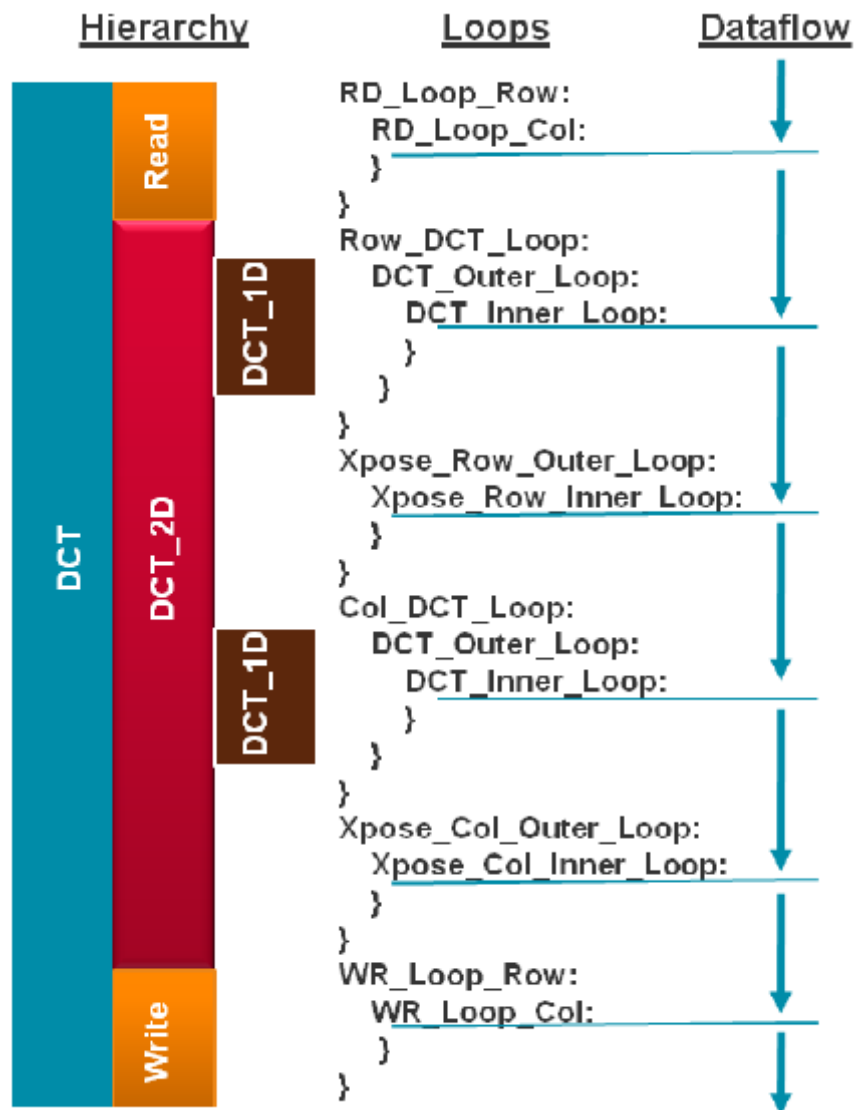 Hierarchy Loops Dataflow
DCT
Read
DCT_2D
Write
DCT_1D
DCT_1D
RD_Loop_Row:
RD_Loop_Col:
}
}
Row_DCT_Loop:
DCT_Outer_Loop:
DCT_Inner_Loop:
}
}
}
Xpose_Row_Outer_Loop:
Xpose_Row_Inner_Loop:
}
}
Col_DCT_Loop:
DCT_Outer_Loop:
DCT_Inner_Loop:
}
}
}
Xpose_Col_Outer_Loop:
Xpose_Col_Inner_Loop:
}
}
WR_Loop_Row:
WR_Loop_Col:
}
}